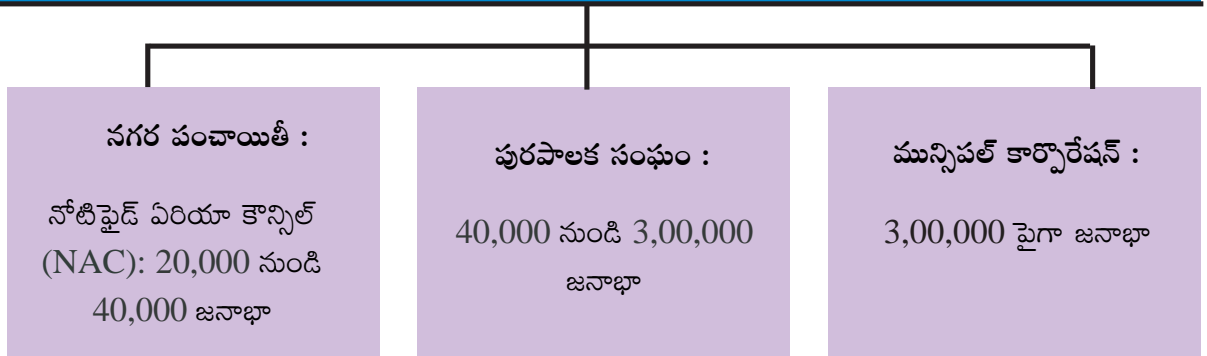 నగర పంచాయితీ :
నోటిఫైడ్ ఏరియా కౌన్సిల్
(NAC): 20,000 నుండి
40,000 జనాభా
పురపాలక సంఘం :
40,000 నుండి 3,00,000
జనాభా
మున్సిపల్ కార్పొరేషన్ :
3,00,000 పైగా జనాభా